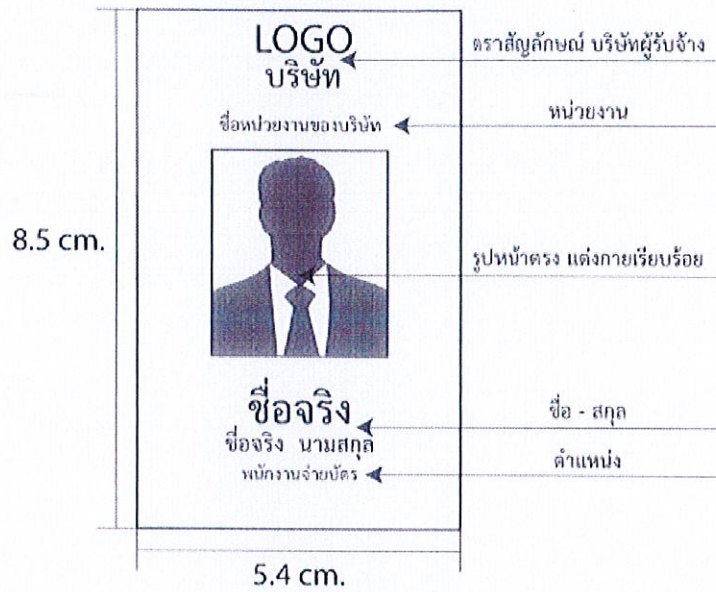 LOGO
บริษัท
ตราสัญลักษณ์ บริษัทผู้รับจ้าง
ชื่อหน่วยงานของบริษัท
หน่วยงาน
8.5 cm.
รูปหน้าตรง แต่งกายเรียบร้อย
ชื่อจริง
ชื่อ - สกุล
ชื่อจริง นามสกุล
พนักงานจ่ายบัตร
ตำแหน่ง
5.4 cm.